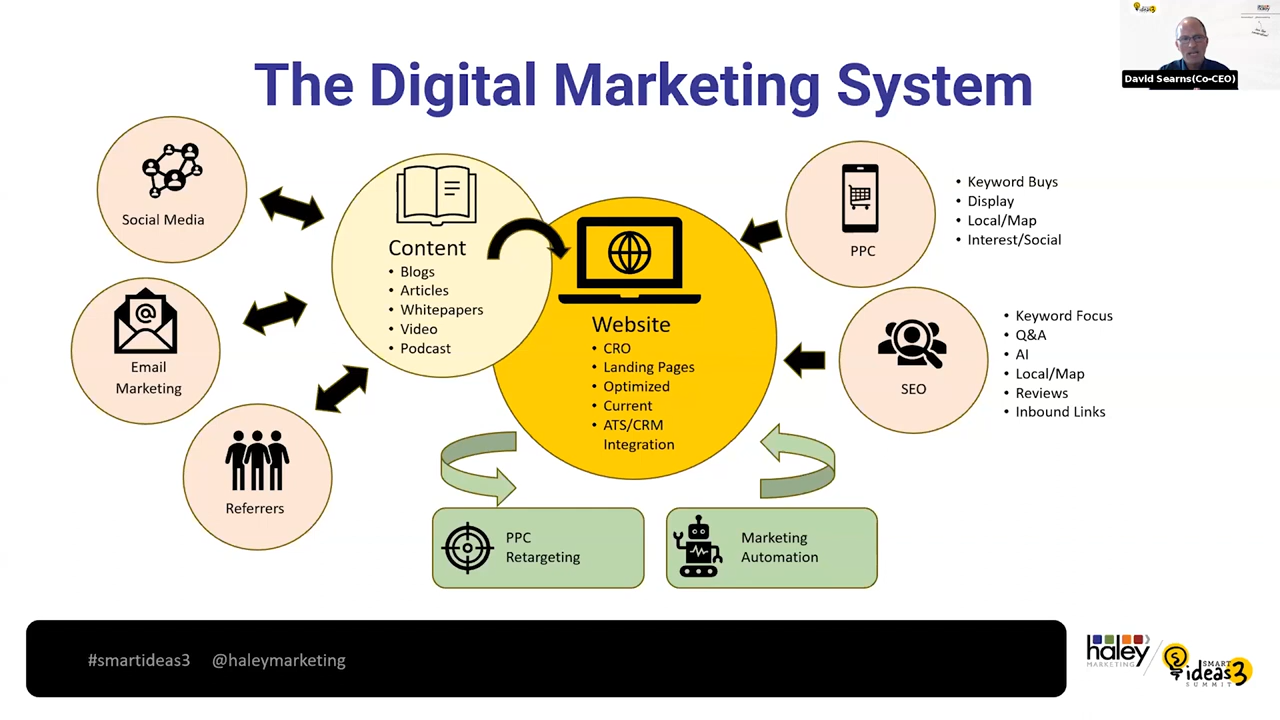 The Digital Marketing System
David Searns(Co-CEO)
Social Media
Email
Marketing
Referrers
Content
• Blogs
• Articles
• Whitepapers
• Video
• Podcast
Website
• CRO
• Landing Pages
• Optimized
• Current
• ATS/CRM
Integration
PPC
• Keyword Buys
• Display
• Local/Map
• Interest/Social
SEO
• Keyword Focus
• Q&A
• AI
• Local/Map
• Reviews
• Inbound Links
PPC
Retargeting
Marketing
Automation
#smartideas3 @haleymarketing
haley
MARKETING
SMART
ideas3
SUMMIT